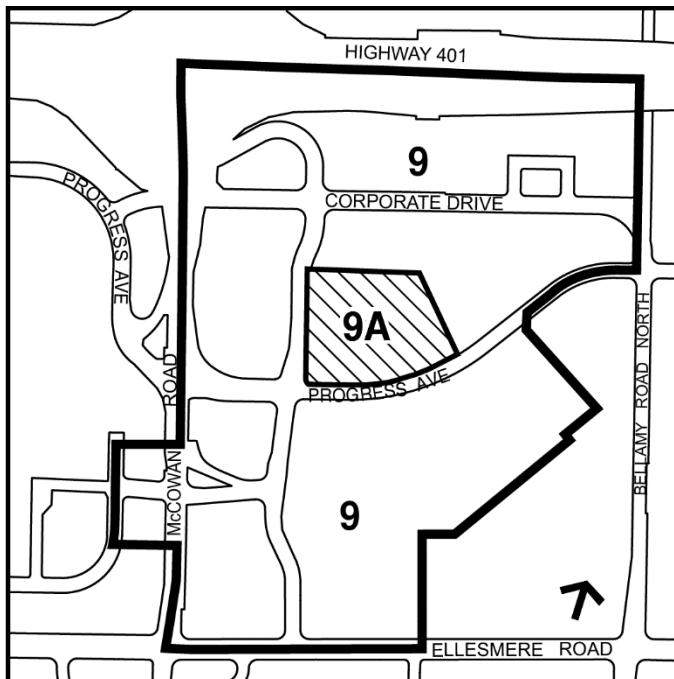 HIGHWAY 401
9
PROGRESS AVE
CORPORATE DRIVE
9A
BELLAMY ROAD NORTH
PROGRESS AVE
McCOWAN ROAD
9
ELLESMERE ROAD